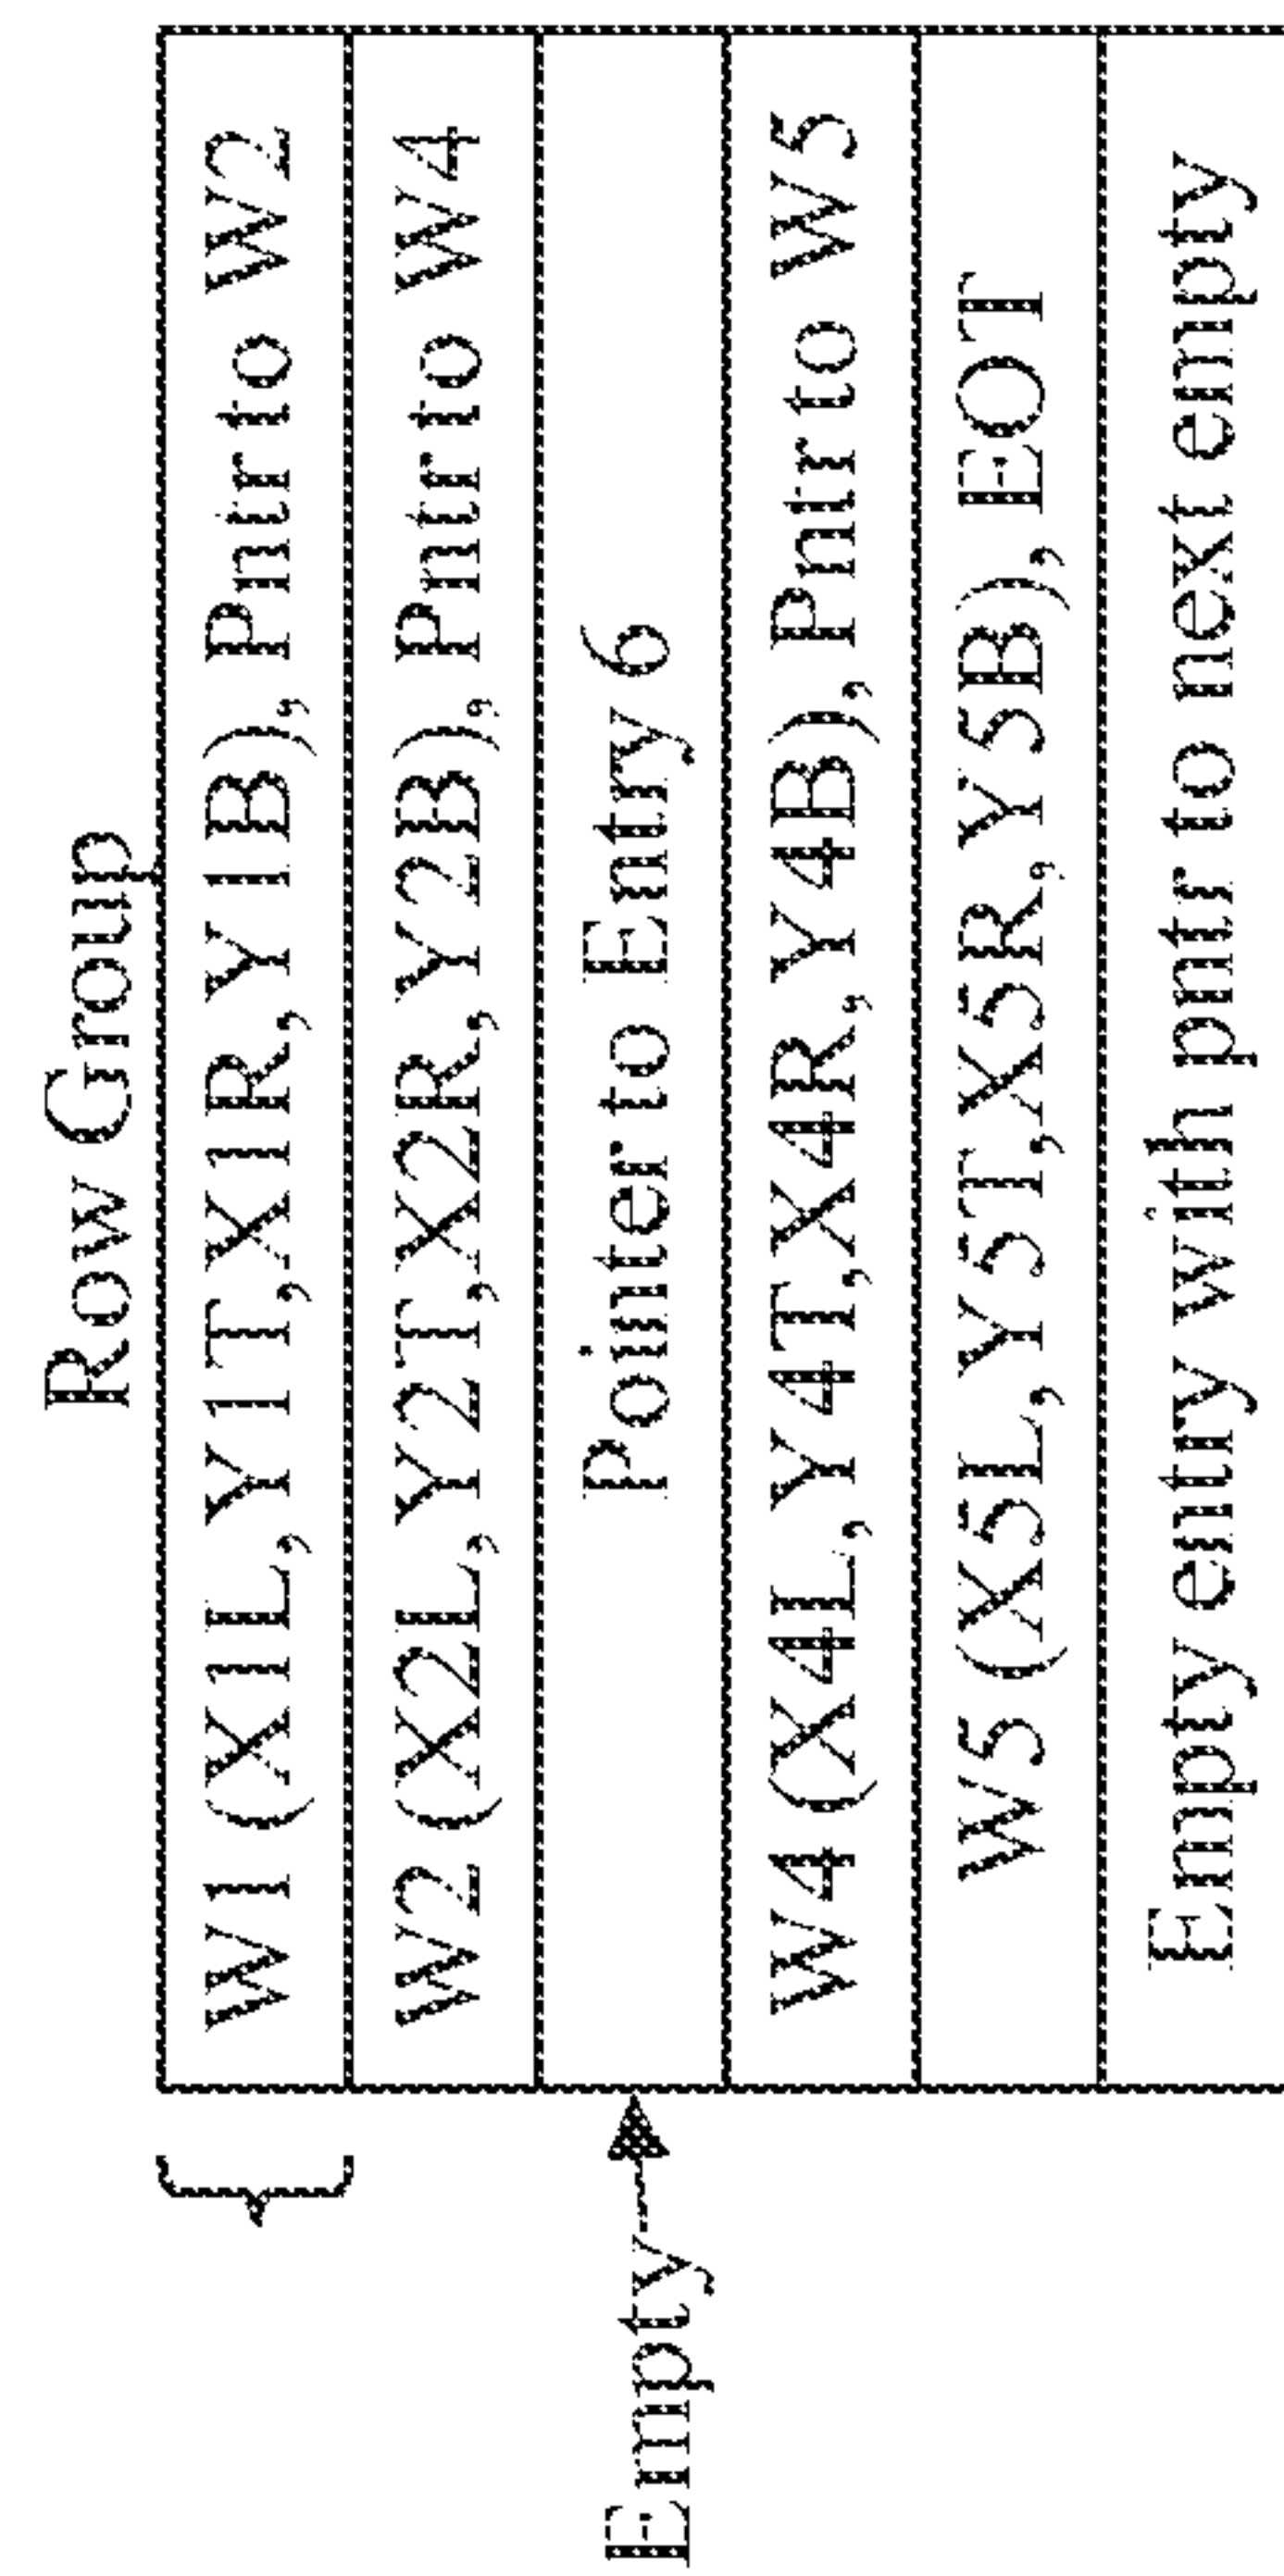 Row Group
W1 (X1L,Y1T,X1R,Y1B), Pntr to W2
W2 (X2L,Y2T,X2R,Y2B), Pntr to W4
Empty
Pointer to Entry 6
W4 (X4L,Y4T,X4R,Y4B), Pntr to W5
W5 (X5L,Y5T,X5R,Y5B), EOT
Empty entry with pntr to next empty